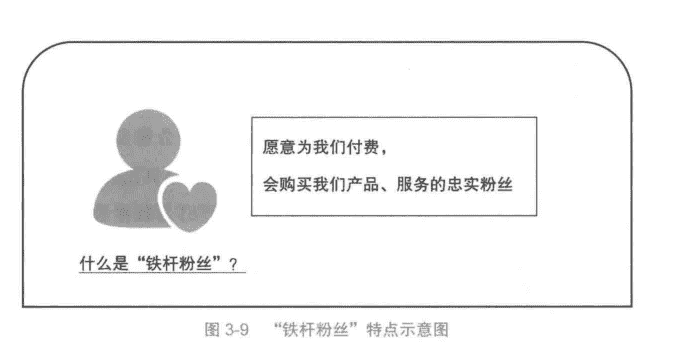 愿意为我们付费，
会购买我们产品、服务的忠实粉丝
什么是“铁杆粉丝”？
图 3-9 “铁杆粉丝”特点示意图